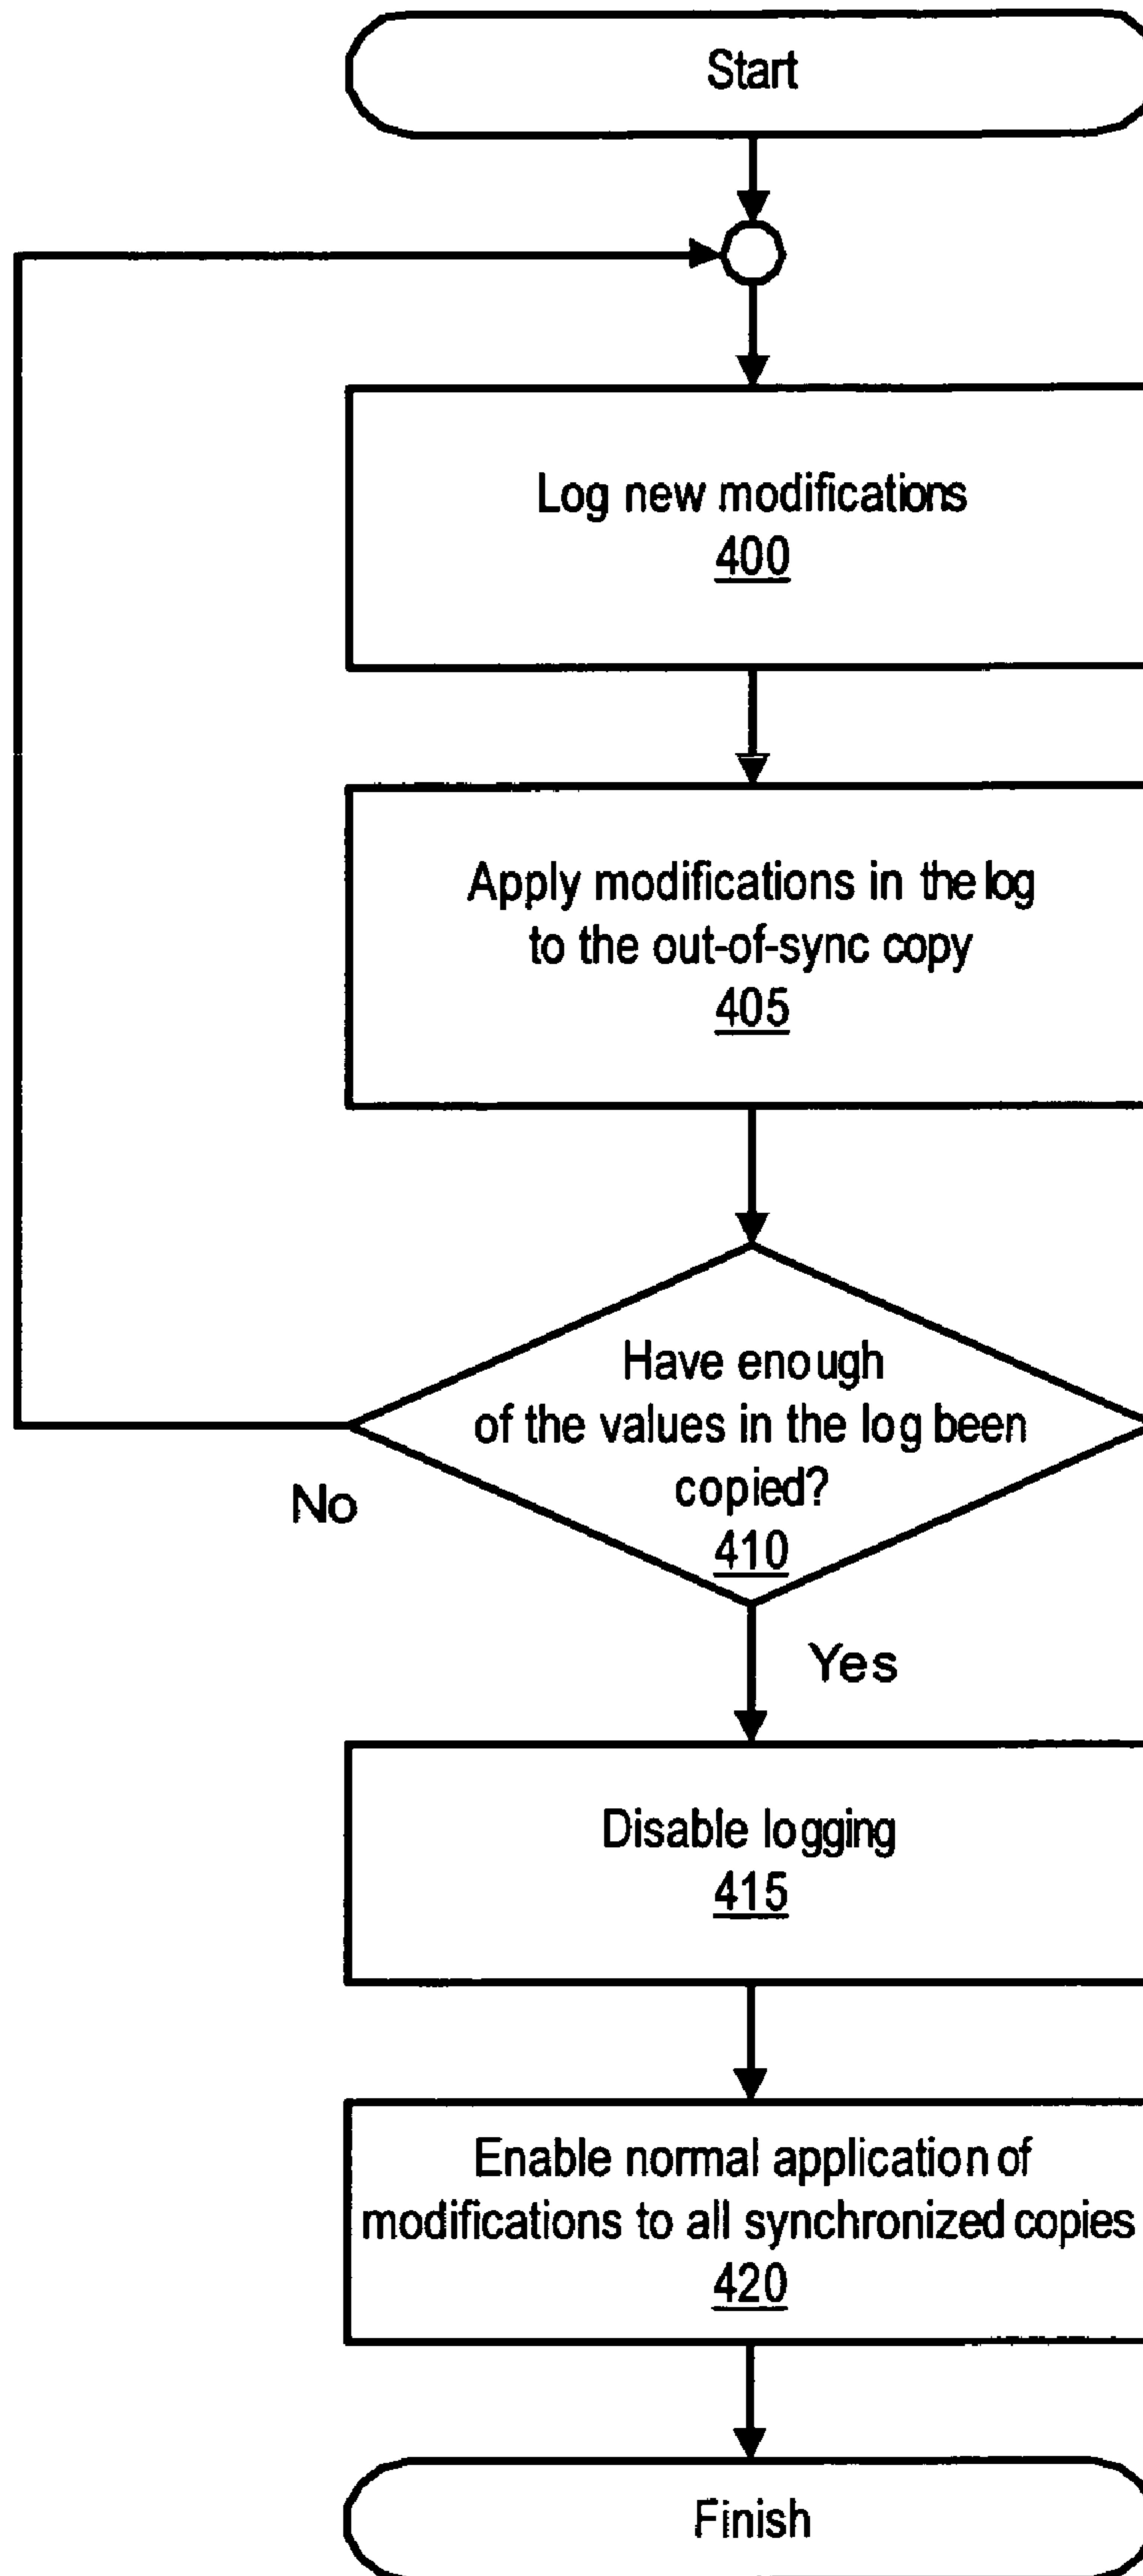 Start
Log new modifications
400
Apply modifications in the log
to the out-of-sync copy
405
Have enough
of the values in the log been
copied?
410
No
Yes
Disable logging
415
Enable normal application of
modifications to all synchronized copies
420
Finish